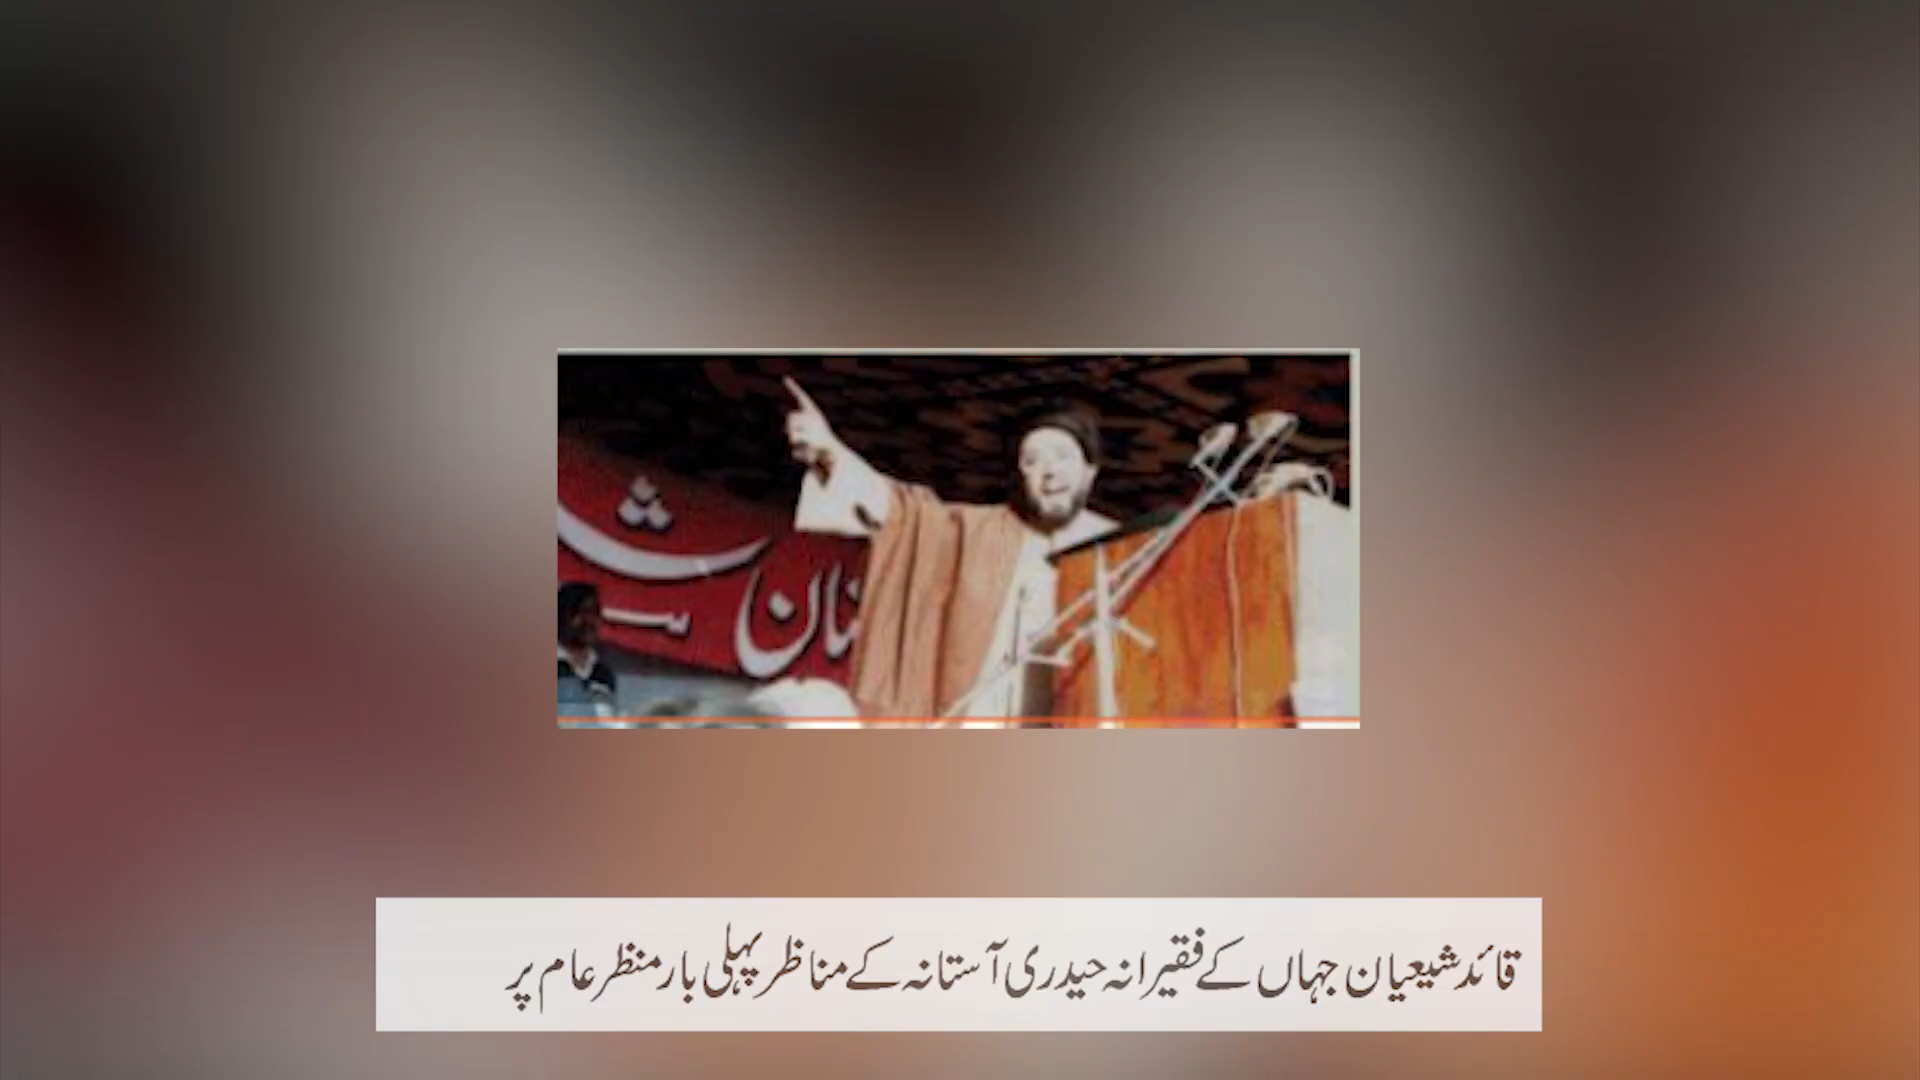 قائد شیعیان جہاں کے فقیرانہ حیدری آستانہ کے مناظر پہلی بار منظر عام پر